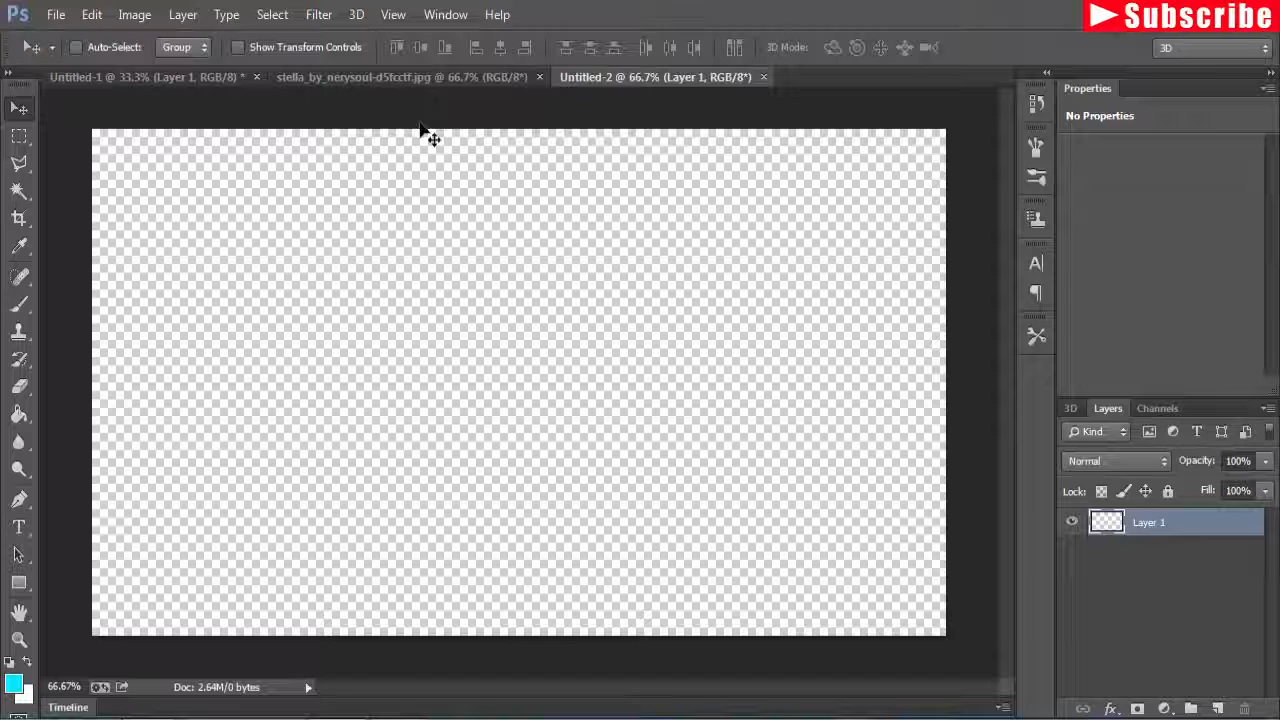 Ps File Edit Image Layer Type Select Filter 3D View Window Help
Subscribe
Auto-Select: Group Show Transform Controls 3D Mode: 3D
Untitled-1 @ 33.3% (Layer 1, RGB/8) * × stella_by_nerysoul-d5fcctf.jpg @ 66.7% (RGB/8*) × Untitled-2 @ 66.7% (Layer 1, RGB/8*) ×
Properties
No Properties
3D Layers Channels
Kind
Normal Opacity: 100%
Lock: Fill: 100%
Layer 1
66.67% Doc: 2.64M/0 bytes
Timeline